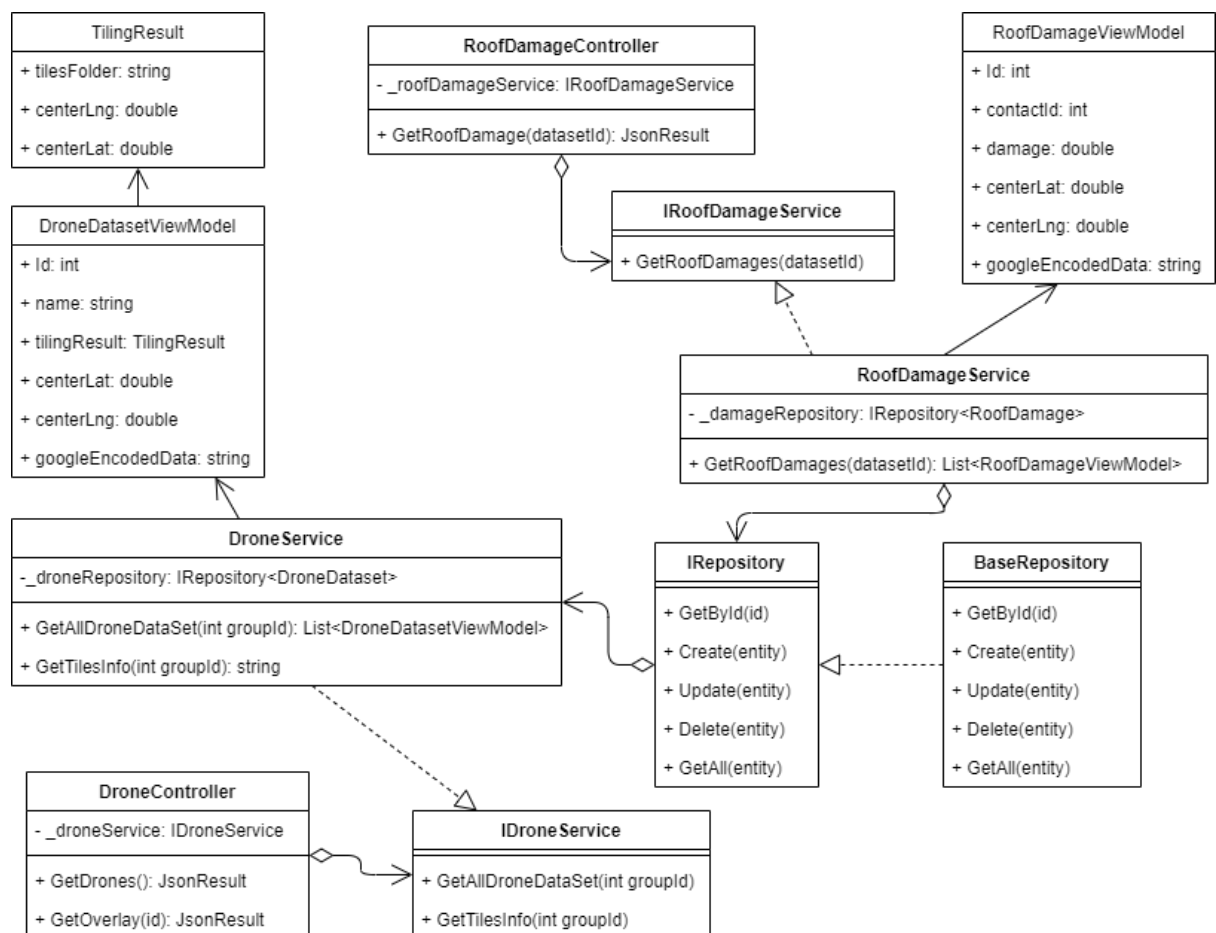 TilingResult
+ tilesFolder: string
+ centerLng: double
+ centerLat: double
RoofDamageController
- _roofDamageService: IRoofDamageService
+ GetRoofDamage(datasetId): JsonResult
RoofDamageViewModel
+ Id: int
+ contactId: int
+ damage: double
+ centerLat: double
+ centerLng: double
+ googleEncodedData: string
IRoofDamageService
+ GetRoofDamages(datasetId)
DroneDatasetViewModel
+ Id: int
+ name: string
+ tilingResult: TilingResult
+ centerLat: double
+ centerLng: double
+ googleEncodedData: string
RoofDamageService
- _damageRepository: IRepository<RoofDamage>
+ GetRoofDamages(datasetId): List<RoofDamageViewModel>
DroneService
-_droneRepository: IRepository<DroneDataset>
+ GetAllDroneDataSet(int groupId): List<DroneDatasetViewModel>
+ GetTilesInfo(int groupId): string
IRepository
+ GetById(id)
+ Create(entity)
+ Update(entity)
+ Delete(entity)
+ GetAll(entity)
BaseRepository
+ GetById(id)
+ Create(entity)
+ Update(entity)
+ Delete(entity)
+ GetAll(entity)
DroneController
- _droneService: IDroneService
+ GetDrones(): JsonResult
+ GetOverlay(id): JsonResult
IDroneService
+ GetAllDroneDataSet(int groupId)
+ GetTilesInfo(int groupId)